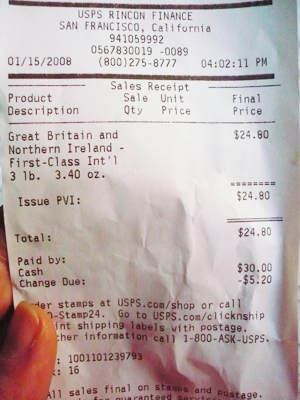 USPS RINCON FINANCE
SAN FRANCISCO, California
941059992
0567830019 -0089
01/15/2008 (800)275-8777 04:02:11 PM
Sales Receipt
Product Sale Unit Final
Description Qty Price Price
Great Britain and $24.80
Northern Ireland -
First-Class Int'l
3 lb. 3.40 oz.
========
Issue PVI: $24.80
========
Total: $24.80
Paid by:
Cash $30.00
Change Due: -$5.20
stamps at USPS.com/shop or call
-Stamp24. Go to USPS.com/clicknship
shipping labels with postage.
information call 1-800-ASK-USPS.
1001101239793
: 16
All sales final on stamps and postage.
for guaranteed services